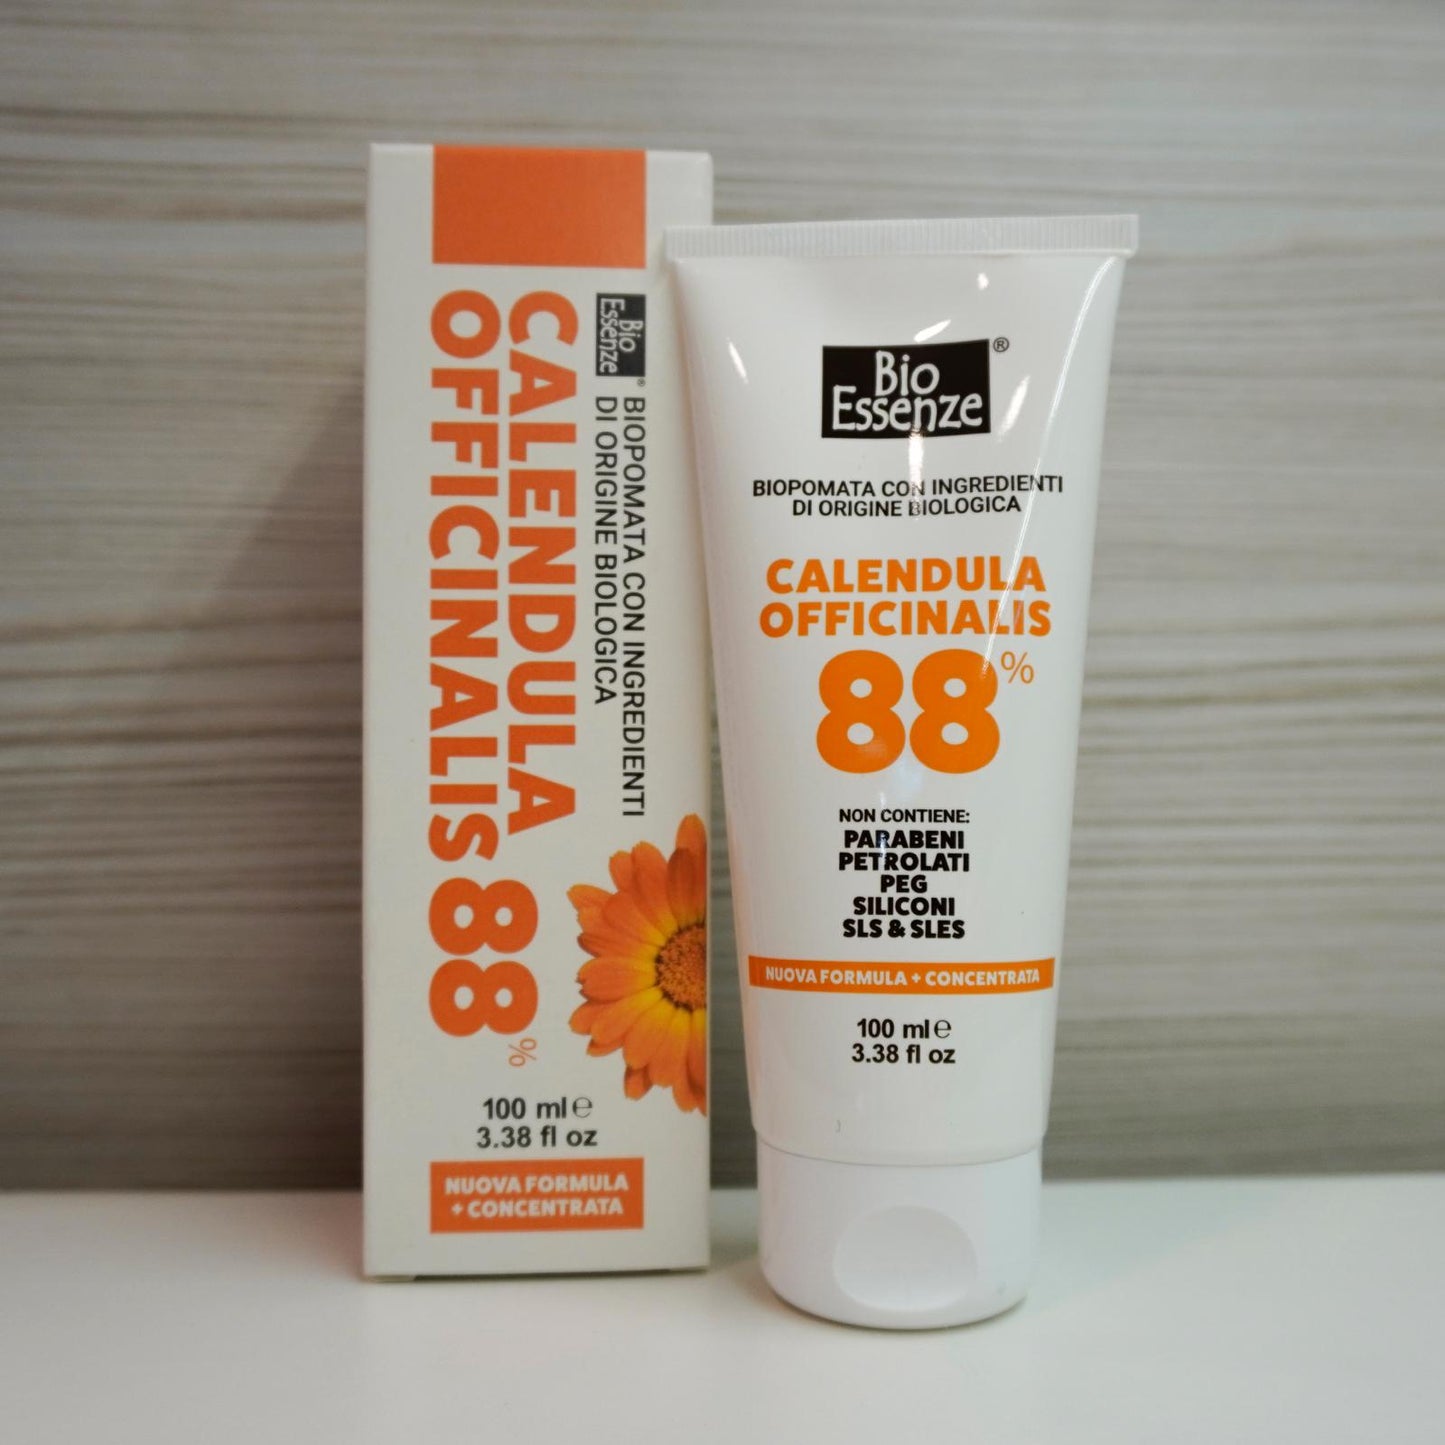 Bio
Essenze
®
BIOPOMATA CON INGREDIENTI
DI ORIGINE BIOLOGICA
CALENDULA
OFFICINALIS 88%
100 ml ℮
3.38 fl oz
NUOVA FORMULA
+ CONCENTRATA
Bio
Essenze
®
BIOPOMATA CON INGREDIENTI
DI ORIGINE BIOLOGICA
CALENDULA
OFFICINALIS
88%
NON CONTIENE:
PARABENI
PETROLATI
PEG
SILICONI
SLS & SLES
NUOVA FORMULA + CONCENTRATA
100 ml ℮
3.38 fl oz